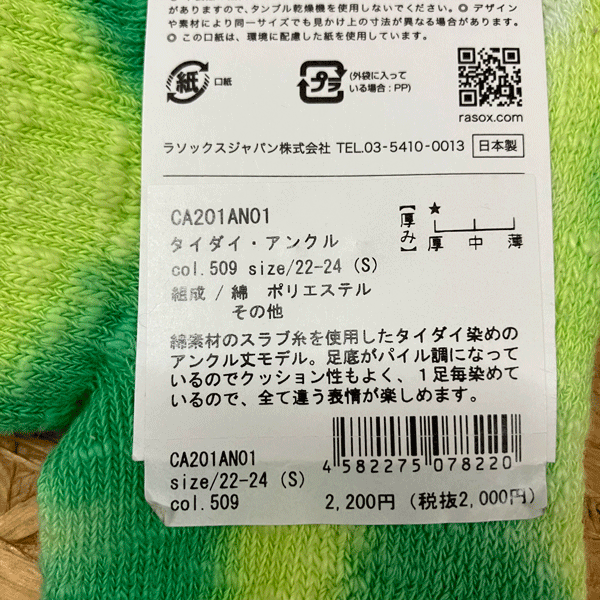 がありますので、タンブル乾燥機を使用しないでください。◎デザイン
や素材により同一サイズでも見かけ上の寸法が異なる場合があります。
◎この口紙は、環境に配慮した紙を使用しています。
紙 口紙
プラ (外袋に入って
いる場合:PP)
rasox.com
ラソックスジャパン株式会社 TEL.03-5410-0013 日本製
CA201AN01
タイダイ・アンクル
col.509 size/22-24 (S)
組成/綿 ポリエステル
その他
【厚み】
★
厚 中 薄
綿素材のスラブ糸を使用したタイダイ染めの
アンクル丈モデル。足底がパイル調になって
いるのでクッション性もよく、1足毎染めて
いるので、全て違う表情が楽しめます。
CA201AN01
size/22-24 (S)
col.509
4 582275 078220
2,200円 (税抜2,000円)